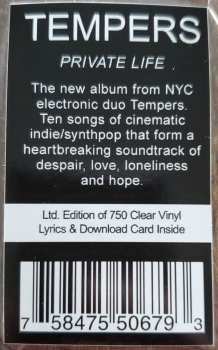 TEMPERS
PRIVATE LIFE .
The new album from NYC
electronic duo Tempers.
Ten songs of cinematic
indie/synthpop that form a
heartbreaking soundtrack of
despair, love, loneliness
and hope.
Ltd. Edition of 750 Clear Vinyl
Lyrics & Download Card Inside
7 58475 50679 3